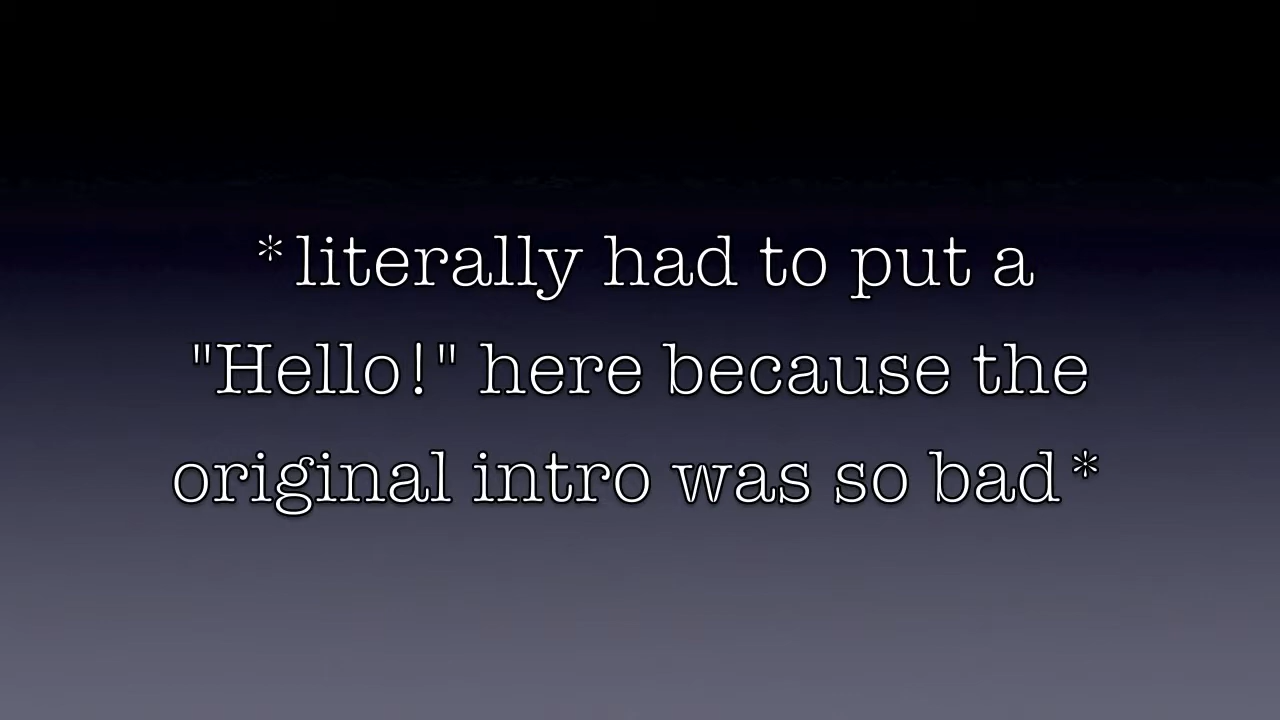 *literally had to put a
"Hello!" here because the
original intro was so bad*